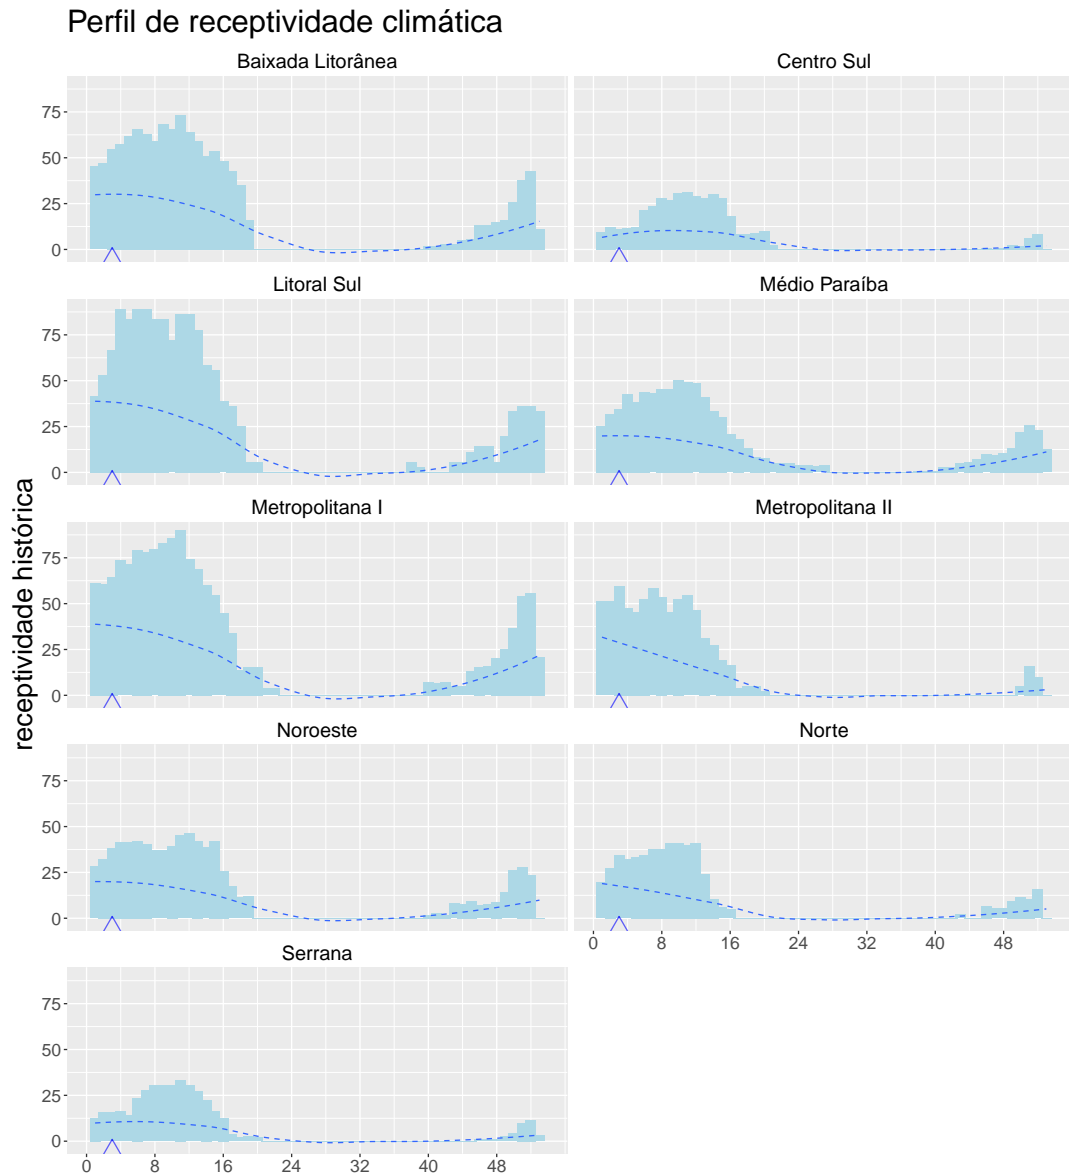 Perfil de receptividade climática
Baixada Litorânea
Centro Sul
75
50
25
0
Litoral Sul
Médio Paraíba
75
50
25
0
Metropolitana I
Metropolitana II
75
50
25
0
receptividade histórica
Noroeste
Norte
75
50
25
0
0 8 16 24 32 40 48
Serrana
75
50
25
0
0 8 16 24 32 40 48